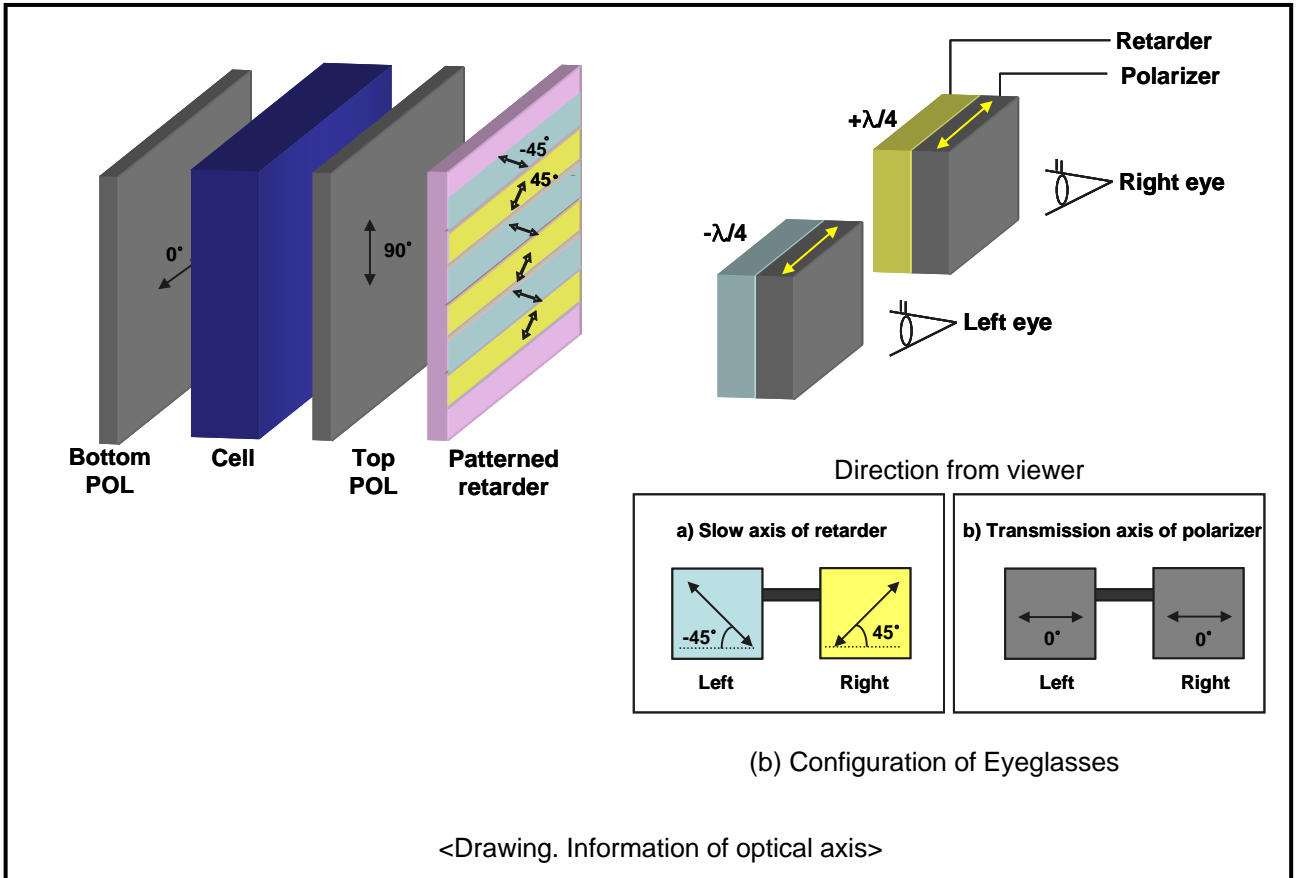 Retarder
Polarizer
+λ/4
Right eye
-λ/4
Left eye
-45°
45°
0°
90°
Bottom
POL
Cell
Top
POL
Patterned
retarder
Direction from viewer
a) Slow axis of retarder
-45°
45°
Left
Right
b) Transmission axis of polarizer
0°
0°
Left
Right
(b) Configuration of Eyeglasses
<Drawing. Information of optical axis>